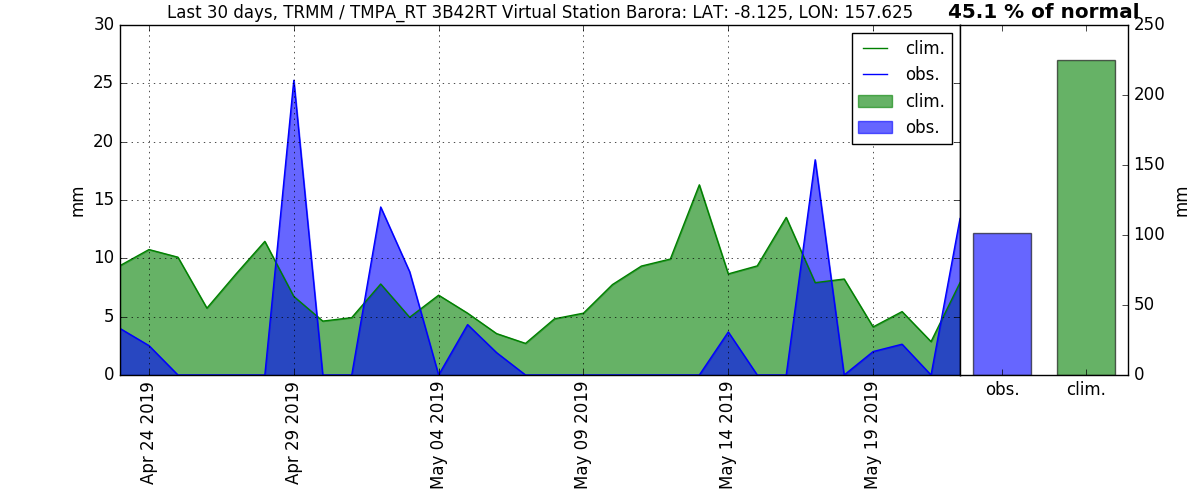 Last 30 days, TRMM / TMPA_RT 3B42RT Virtual Station Barora: LAT: -8.125, LON: 157.625
45.1 % of normal
30
25
20
15
10
5
0
mm
clim.
obs.
clim.
obs.
Apr 24 2019
Apr 29 2019
May 04 2019
May 09 2019
May 14 2019
May 19 2019
250
200
150
100
50
0
mm
obs.
clim.